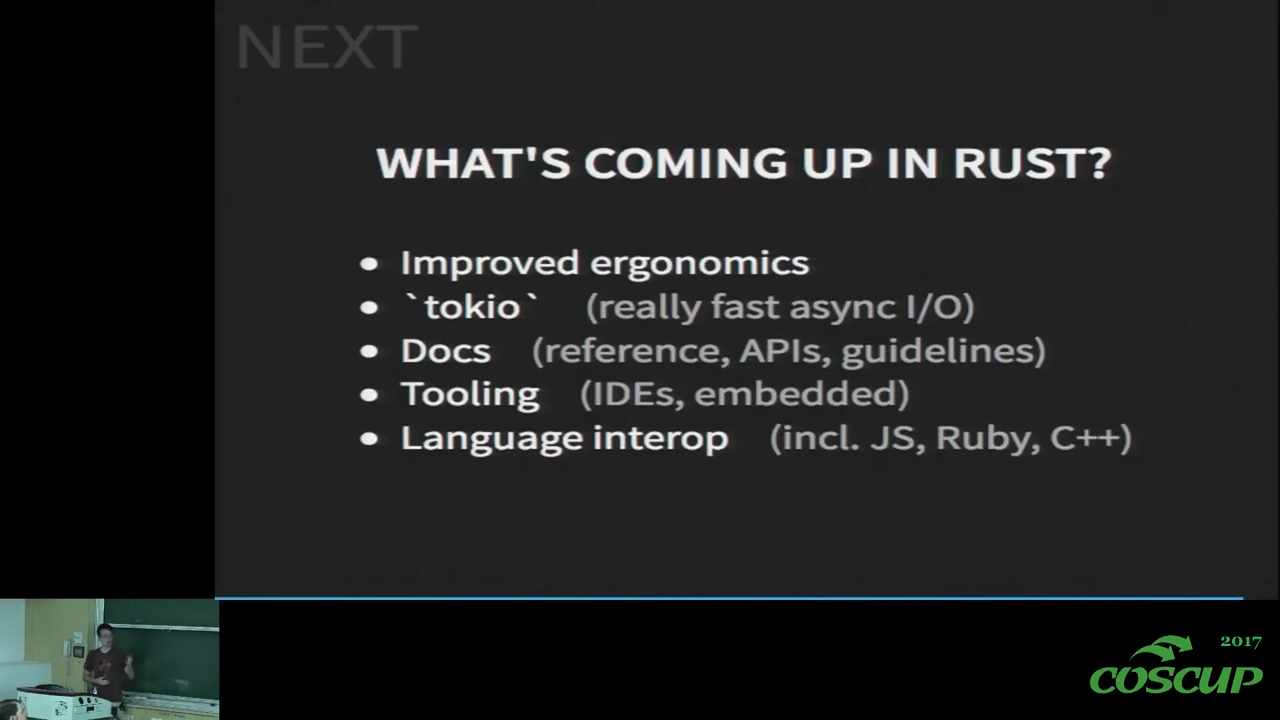 NEXT
WHAT'S COMING UP IN RUST?
• Improved ergonomics
• `tokio` (really fast async I/O)
• Docs (reference, APIs, guidelines)
• Tooling (IDEs, embedded)
• Language interop (incl. JS, Ruby, C++)
2017
COSCUP